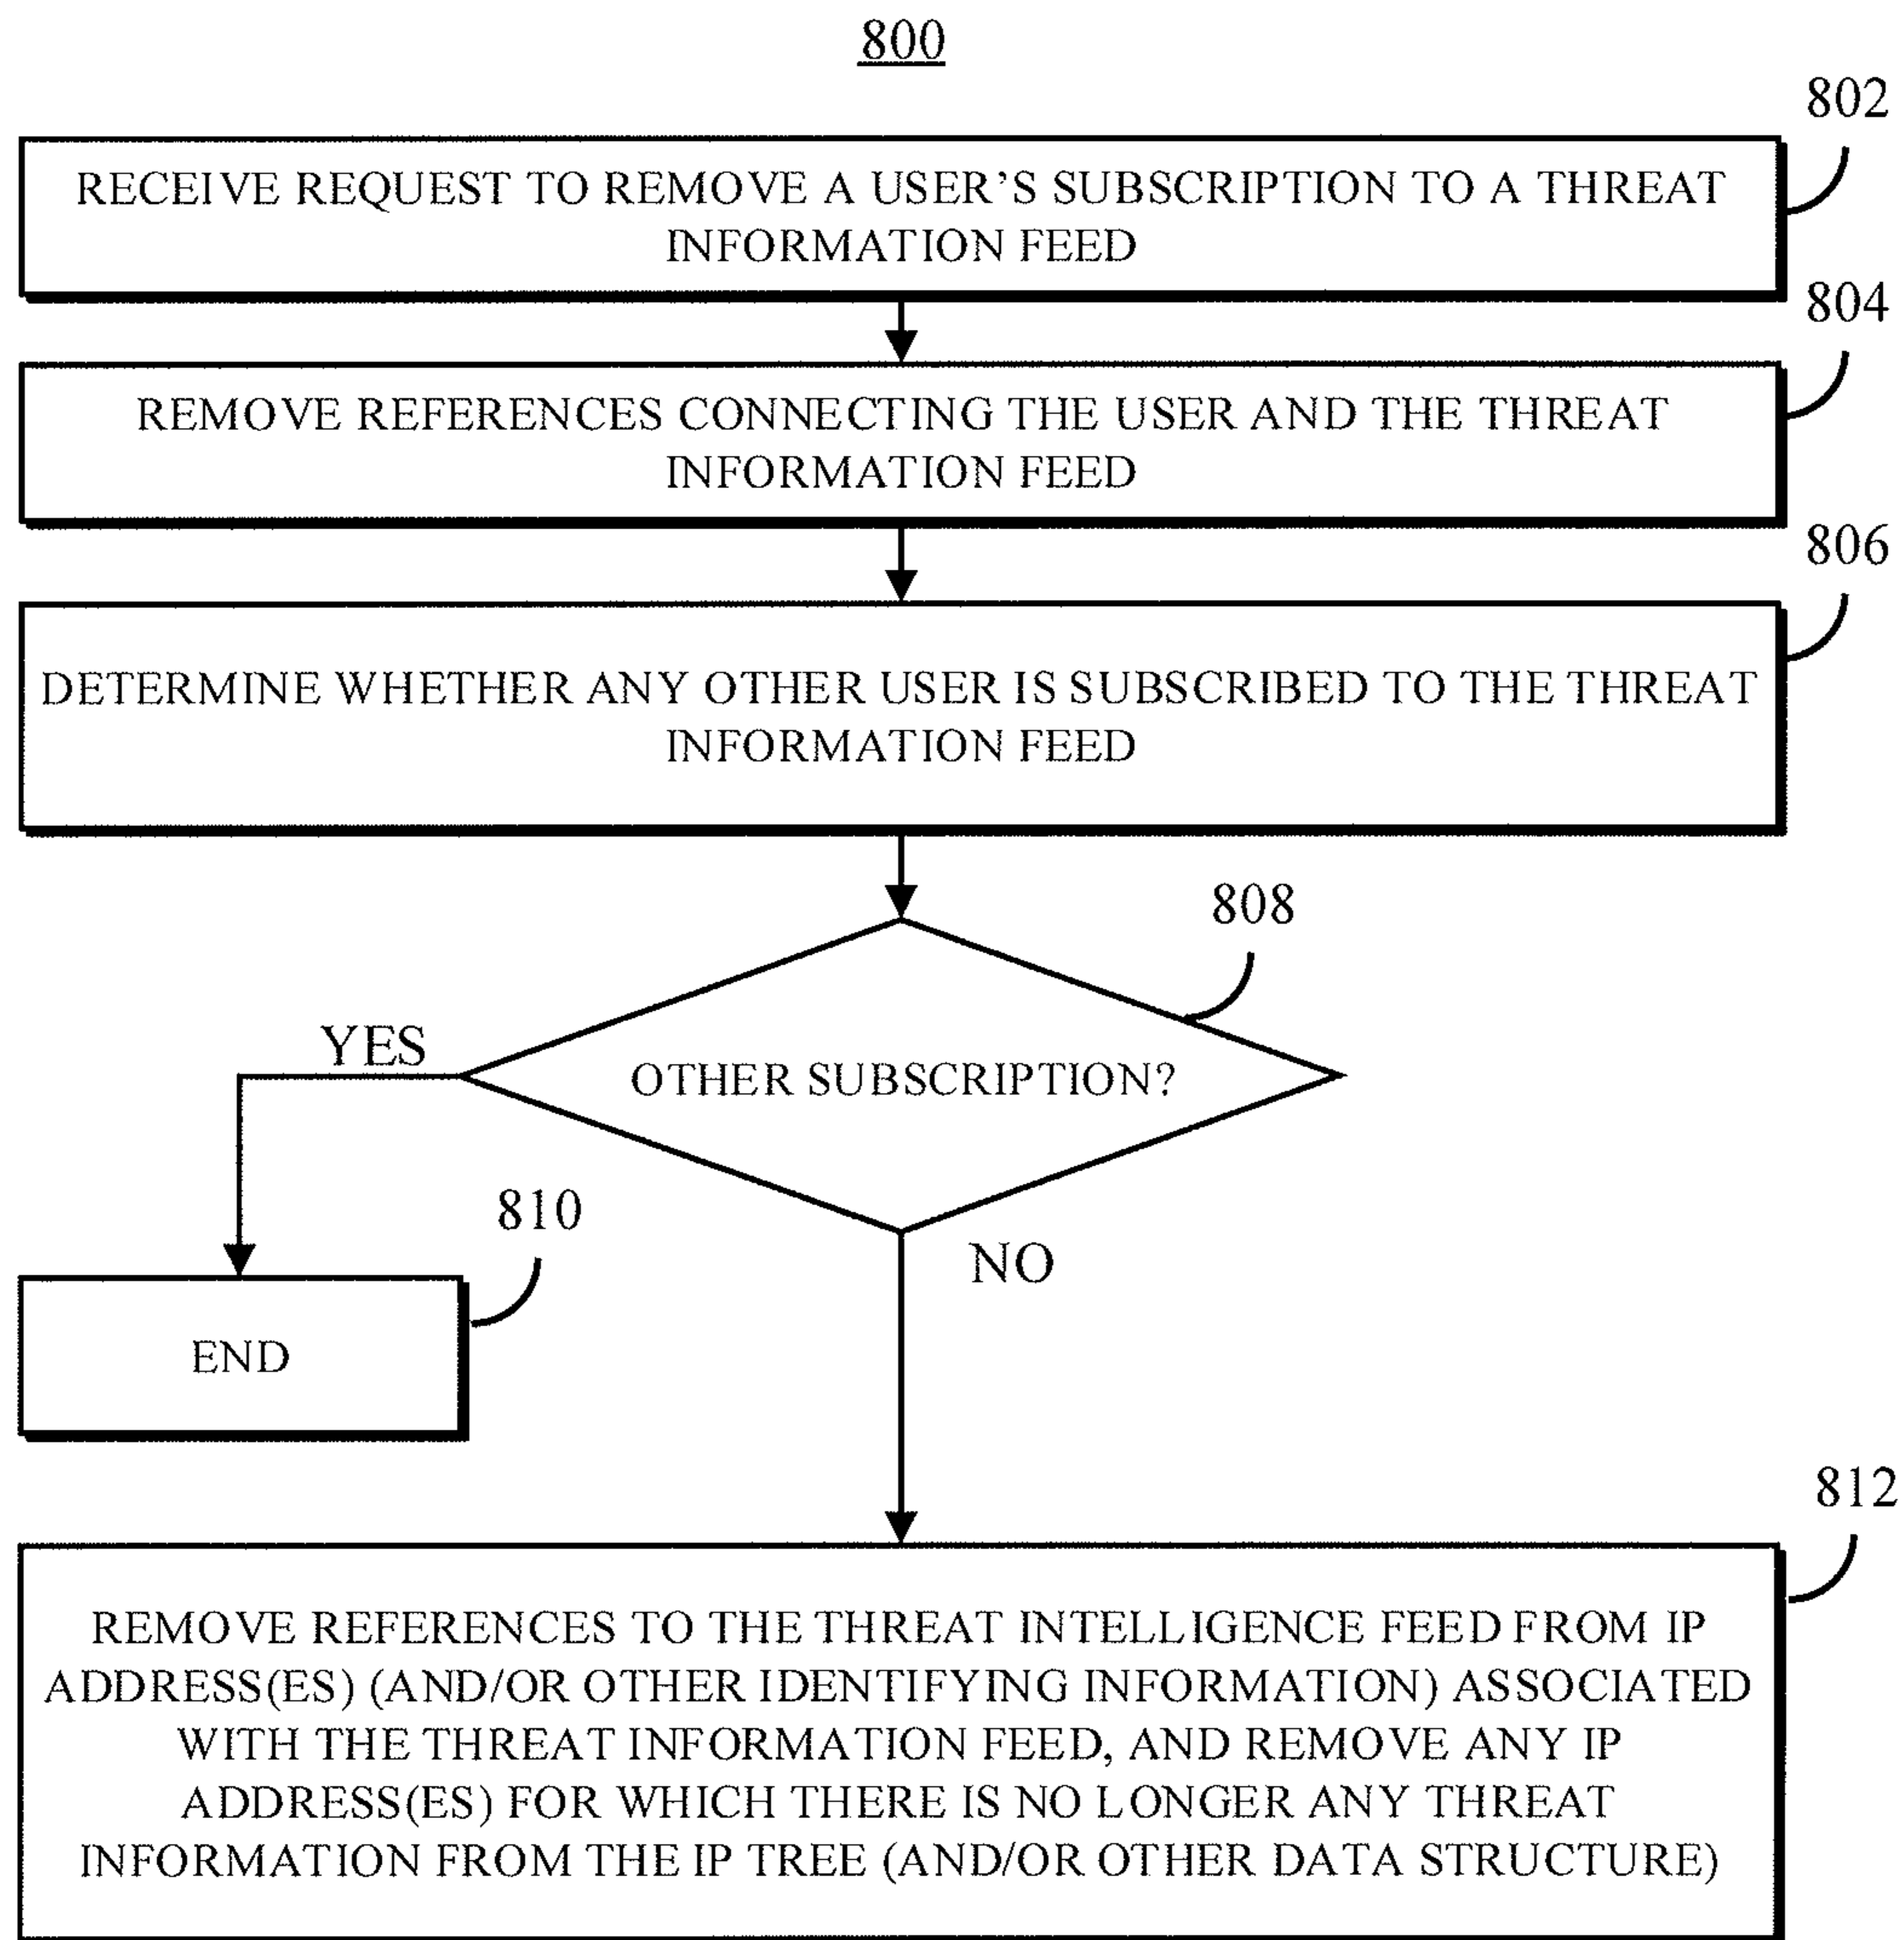 800
802
RECEIVE REQUEST TO REMOVE A USER’S SUBSCRIPTION TO A THREAT
INFORMATION FEED
804
REMOVE REFERENCES CONNECTING THE USER AND THE THREAT
INFORMATION FEED
806
DETERMINE WHETHER ANY OTHER USER IS SUBSCRIBED TO THE THREAT
INFORMATION FEED
808
YES
OTHER SUBSCRIPTION?
810
NO
END
812
REMOVE REFERENCES TO THE THREAT INTELLIGENCE FEED FROM IP
ADDRESS(ES) (AND/OR OTHER IDENTIFYING INFORMATION) ASSOCIATED
WITH THE THREAT INFORMATION FEED, AND REMOVE ANY IP
ADDRESS(ES) FOR WHICH THERE IS NO LONGER ANY THREAT
INFORMATION FROM THE IP TREE (AND/OR OTHER DATA STRUCTURE)